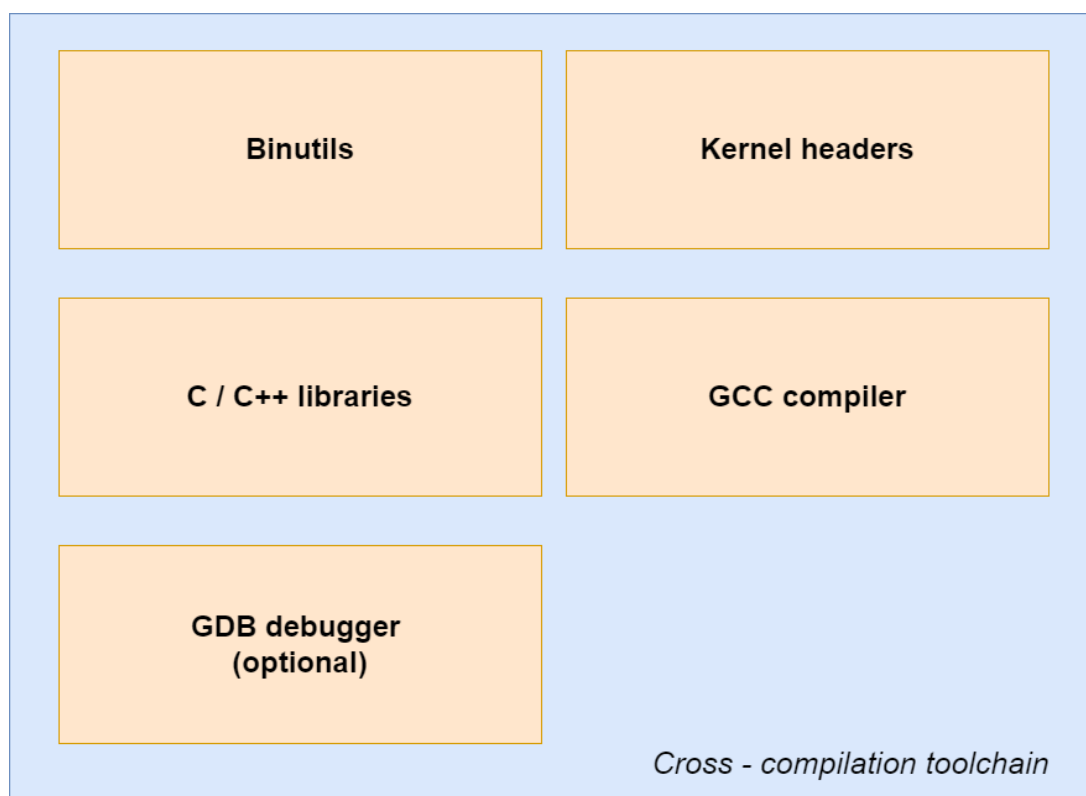 Binutils
Kernel headers
C / C++ libraries
GCC compiler
GDB debugger
(optional)
Cross - compilation toolchain